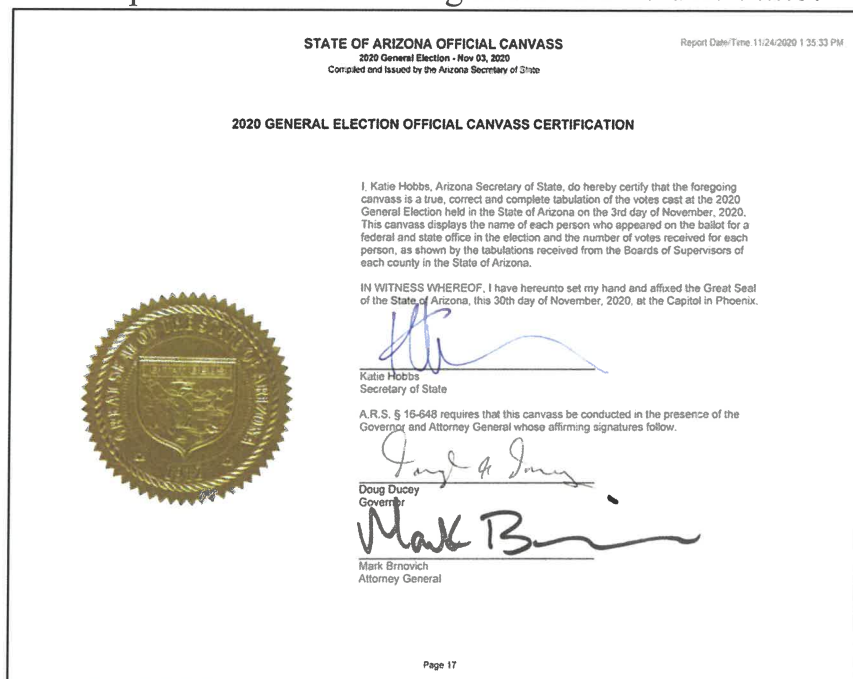 STATE OF ARIZONA OFFICIAL CANVASS
2020 General Election - Nov 03, 2020
Compiled and Issued by the Arizona Secretary of State
Report Date/Time 11/24/2020 1 35 33 PM
2020 GENERAL ELECTION OFFICIAL CANVASS CERTIFICATION
I, Katie Hobbs, Arizona Secretary of State, do hereby certify that the foregoing
canvass is a true, correct and complete tabulation of the votes cast at the 2020
General Election held in the State of Arizona on the 3rd day of November, 2020.
This canvass displays the name of each person who appeared on the ballot for a
federal and state office in the election and the number of votes received for each
person, as shown by the tabulations received from the Boards of Supervisors of
each county in the State of Arizona.
IN WITNESS WHEREOF, I have hereunto set my hand and affixed the Great Seal
of the State of Arizona, this 30th day of November, 2020, at the Capitol in Phoenix.
Katie Hobbs
Secretary of State
A.R.S. § 16-648 requires that this canvass be conducted in the presence of the
Governor and Attorney General whose affirming signatures follow.
Doug Ducey
Governor
Mark Brnovich
Attorney General
GREAT SEAL OF THE STATE OF ARIZONA
Page 17